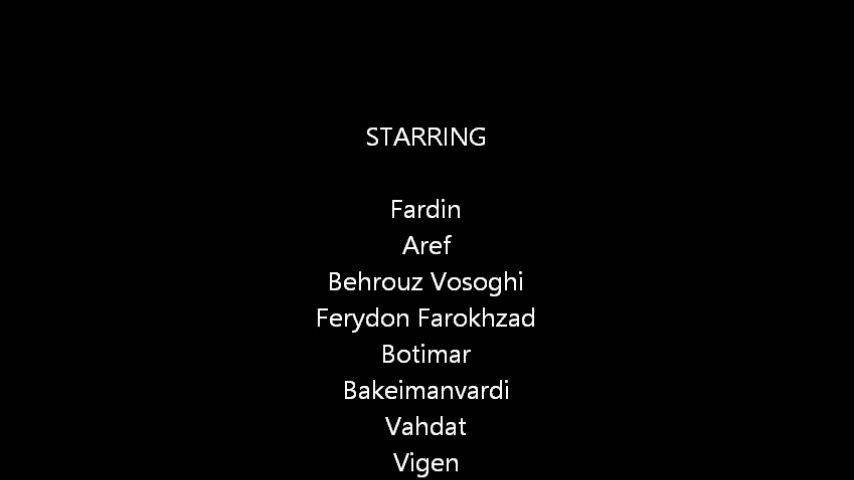 STARRING
Fardin
Aref
Behrouz Vosoghi
Ferydon Farokhzad
Botimar
Bakeimanvardi
Vahdat
Vigen